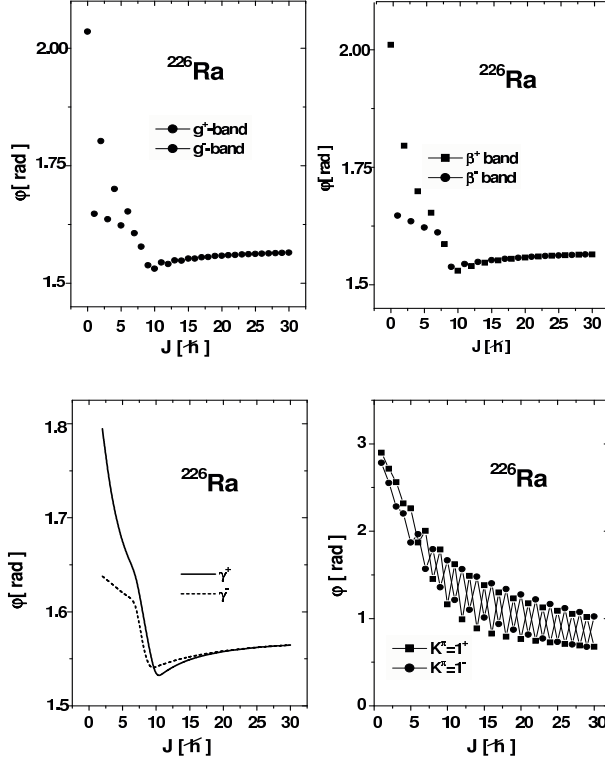 2.00
1.75
1.5
φ[ rad]
226Ra
g+-band
g--band
0 5 10 15 20 25 30
J [ ħ]
2.00
1.75
1.5
φ[ rad]
226Ra
β+ band
β- band
0 5 10 15 20 25 30
J [ ħ]
1.8
1.7
1.6
1.5
φ [ rad]
226Ra
γ+
γ-
0 5 10 15 20 25 30
J [ ħ]
3
2
1
0
φ [ rad]
226Ra
Kπ=1+
Kπ=1-
0 5 10 15 20 25 30
J [ ħ]